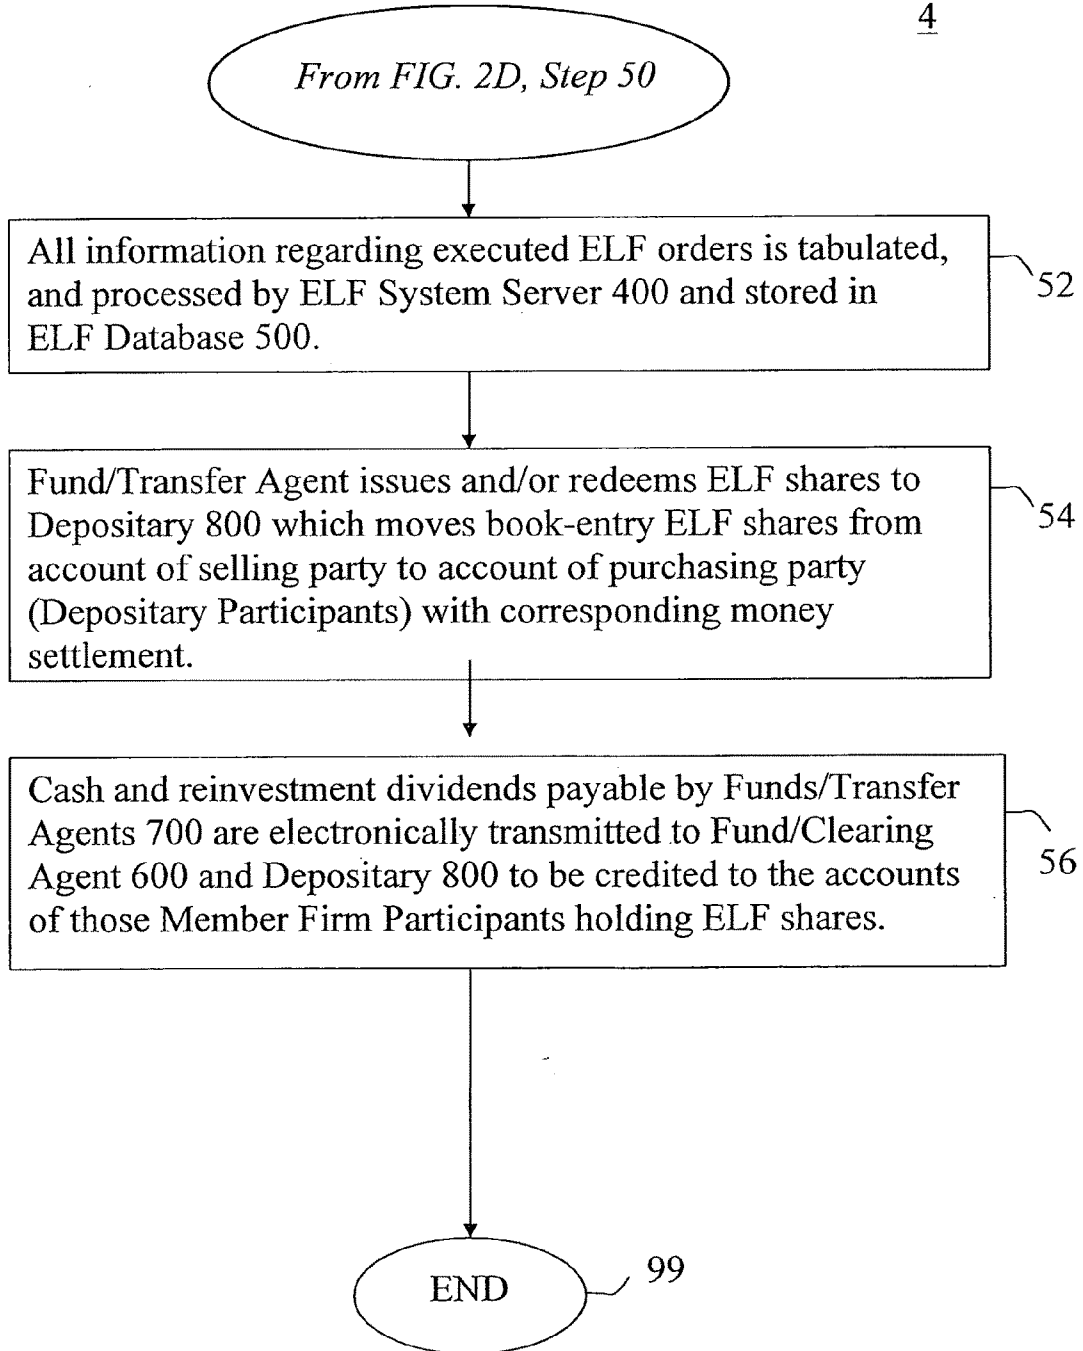 4
From FIG. 2D, Step 50
All information regarding executed ELF orders is tabulated,
and processed by ELF System Server 400 and stored in
ELF Database 500.
52
Fund/Transfer Agent issues and/or redeems ELF shares to
Depositary 800 which moves book-entry ELF shares from
account of selling party to account of purchasing party
(Depositary Participants) with corresponding money
settlement.
54
Cash and reinvestment dividends payable by Funds/Transfer
Agents 700 are electronically transmitted to Fund/Clearing
Agent 600 and Depositary 800 to be credited to the accounts
of those Member Firm Participants holding ELF shares.
56
END
99